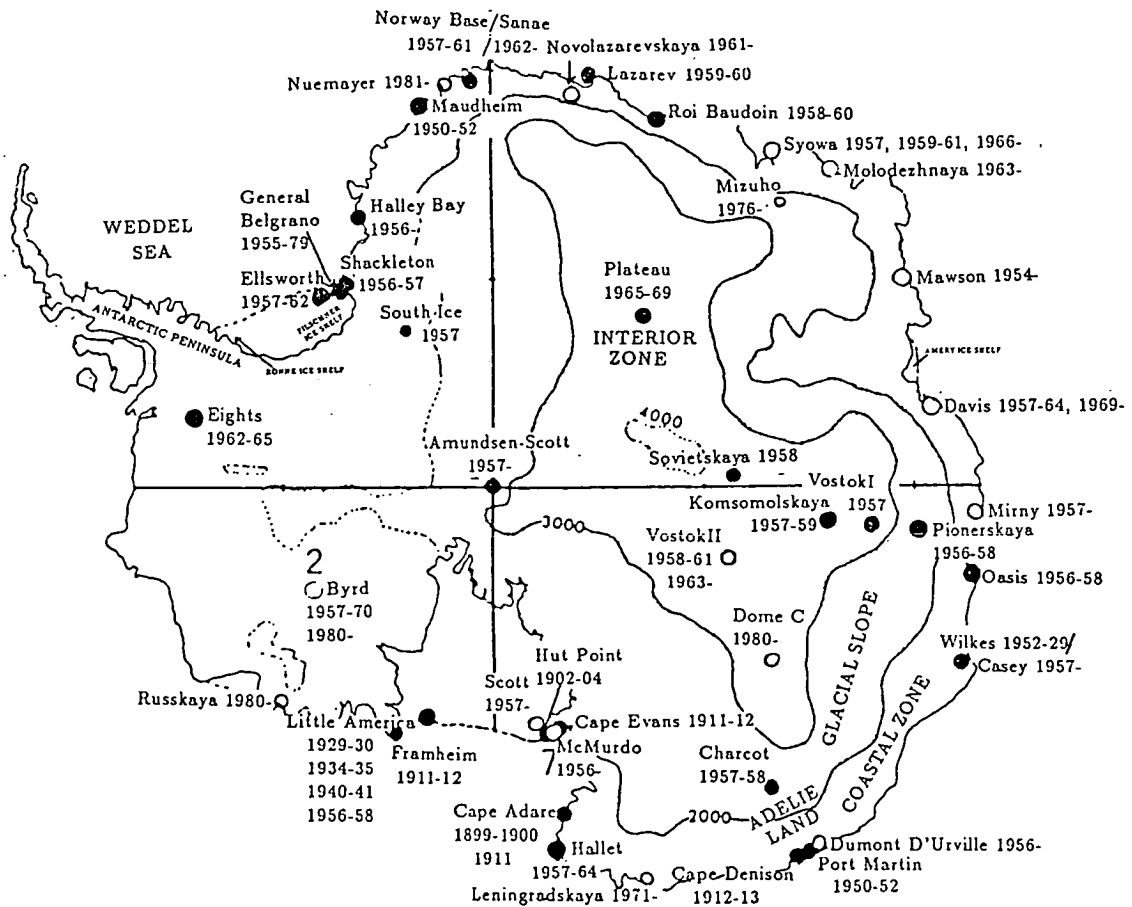 Norway Base/Sanae
1957-61 /1962-
Novolazarevskaya 1961-
Lazarev 1959-60
Nuemayer 1981-
Maudheim
1950-52
Roi Baudoin 1958-60
Syowa 1957, 1959-61, 1966-
Molodezhnaya 1963-
Mizuho
1976-
General
Belgrano
1955-79
Halley Bay
1956-
WEDDEL
SEA
Shackleton
1956-57
Ellsworth
1957-62
Plateau
1965-69
Mawson 1954-
South Ice
1957
FILSCHNER
ICE SHELF
INTERIOR
ZONE
ANTARCTIC PENINSULA
RONNE ICE SHELF
AMERY ICE SHELF
Eights
1962-65
Davis 1957-64, 1969-
4000
Amundsen-Scott
1957-
Sovietskaya 1958
Vostok I
1957
Komsomolskaya
1957-59
Mirny 1957-
3000
Pionerskaya
1956-58
Vostok II
1958-61
1963-
2
Byrd
1957-70
1980-
Oasis 1956-58
Dome C
1980-
Wilkes 1952-29/
Casey 1957-
Hut Point
1902-04
Scott
1957-
GLACIAL SLOPE
COASTAL ZONE
Russkaya 1980-
Little America
1929-30
1934-35
1940-41
1956-58
Framheim
1911-12
Cape Evans 1911-12
McMurdo
1956-
Charcot
1957-58
2000
ADELIE
LAND
Cape Adare
1899-1900
1911
Hallet
1957-64
Dumont D'Urville 1956-
Port Martin
1950-52
Cape Denison
1912-13
Leningradskaya 1971-